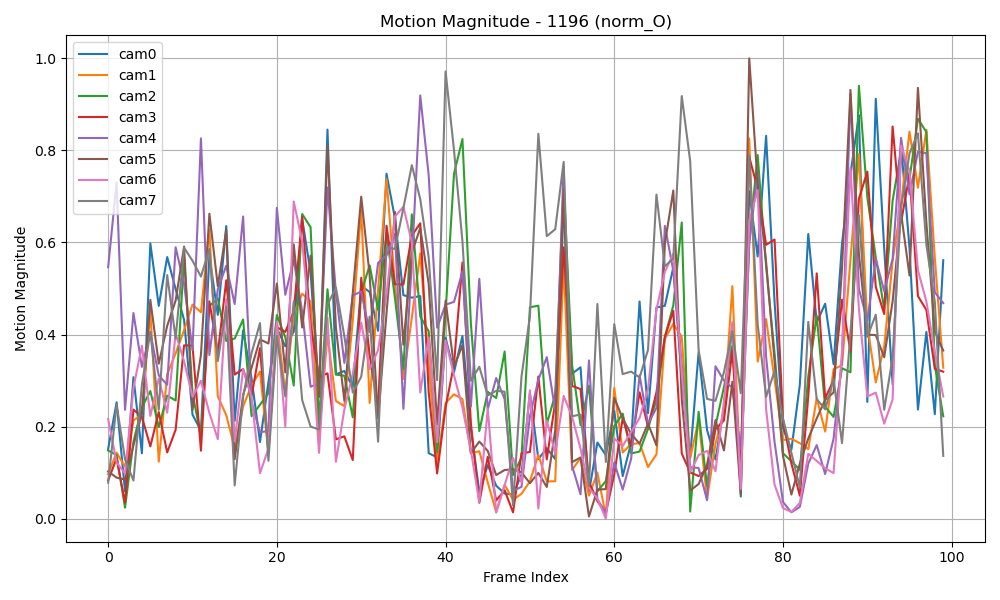 Motion Magnitude - 1196 (norm_O)
cam0
cam1
cam2
cam3
cam4
cam5
cam6
cam7
1.0
0.8
0.6
0.4
0.2
0.0
Motion Magnitude
0 20 40 60 80 100
Frame Index